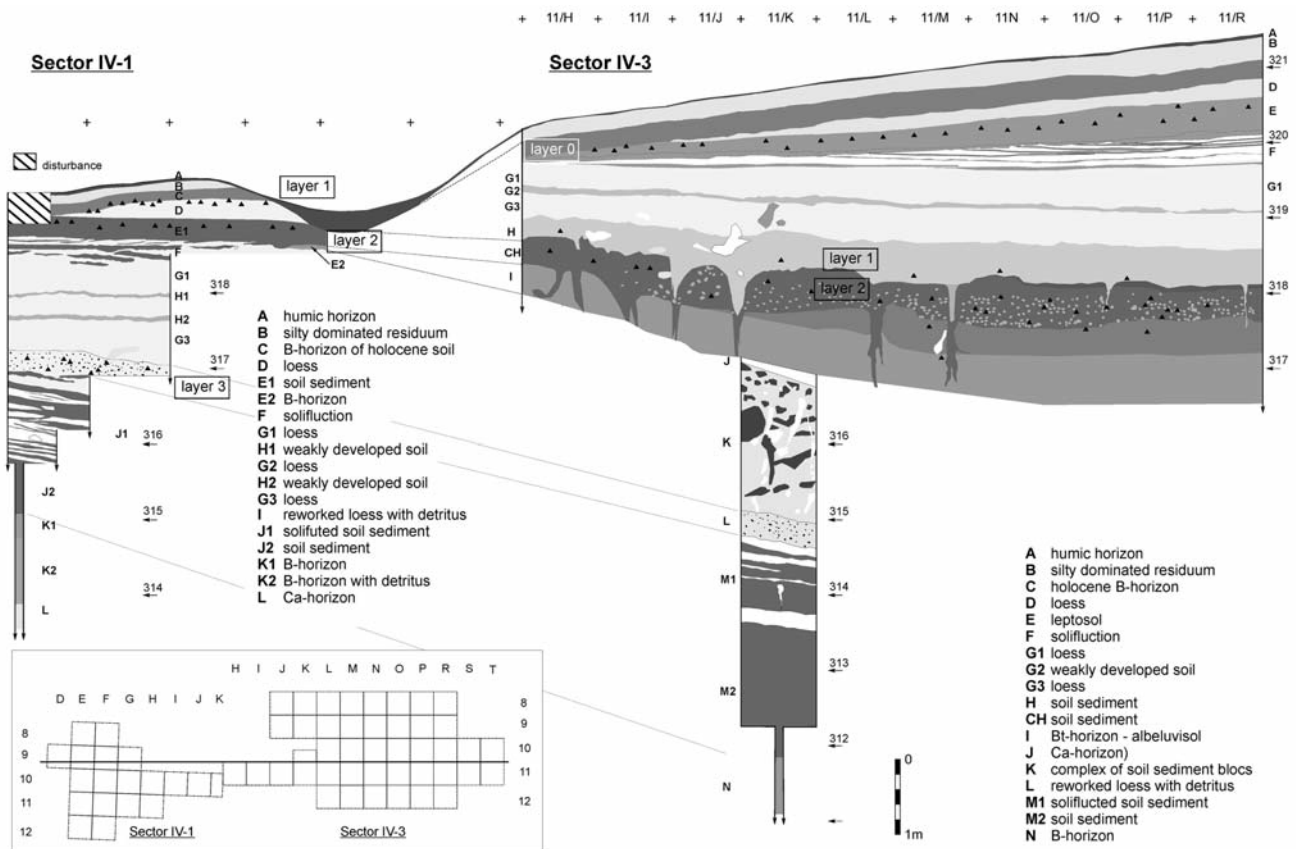 + 11/H + 11/I + 11/J + 11/K + 11/L + 11/M + 11N + 11/O + 11/P + 11/R +
Sector IV-1
Sector IV-3
+ + + +
disturbance
A
B
C
D
E1
F
G1
H1
H2
G3
layer 1
layer 2
E2
layer 3
318
317
J1
316
J2
315
K1
K2
314
L
A humic horizon
B silty dominated residuum
C B-horizon of holocene soil
D loess
E1 soil sediment
E2 B-horizon
F solifluction
G1 loess
H1 weakly developed soil
G2 loess
H2 weakly developed soil
G3 loess
I reworked loess with detritus
J1 solifuted soil sediment
J2 soil sediment
K1 B-horizon
K2 B-horizon with detritus
L Ca-horizon
layer 0
G1
G2
G3
H
CH
I
layer 1
layer 2
A
B
321
D
E
320
F
G1
319
318
317
J
K
316
315
L
M1
314
313
M2
312
N
0
1m
A humic horizon
B silty dominated residuum
C holocene B-horizon
D loess
E leptosol
F solifluction
G1 loess
G2 weakly developed soil
G3 loess
H soil sediment
CH soil sediment
I Bt-horizon - albeluvisol
J Ca-horizon)
K complex of soil sediment blocs
L reworked loess with detritus
M1 soliflucted soil sediment
M2 soil sediment
N B-horizon
H I J K L M N O P R S T
D E F G H I J K
8
9
10
11
12
8
9
10
11
12
Sector IV-1
Sector IV-3